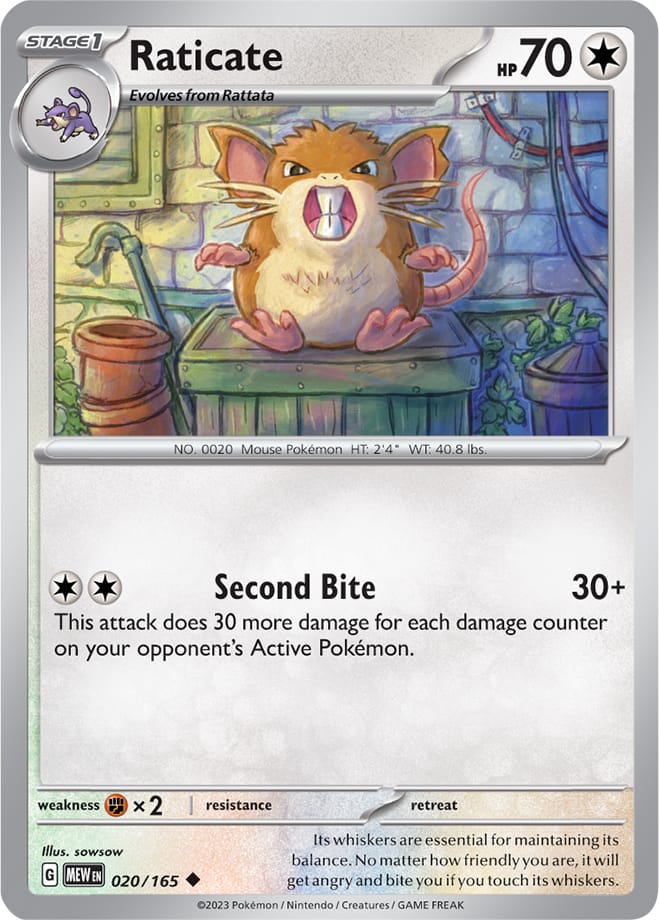 STAGE1
Raticate
HP70
Evolves from Rattata
NO. 0020 Mouse Pokémon HT: 2'4" WT: 40.8 lbs.
Second Bite 30+
This attack does 30 more damage for each damage counter
on your opponent's Active Pokémon.
weakness ×2 resistance retreat
Illus. sowsow
Its whiskers are essential for maintaining its
balance. No matter how friendly you are, it will
get angry and bite you if you touch its whiskers.
G MEW EN 020/165
©2023 Pokémon / Nintendo / Creatures / GAME FREAK